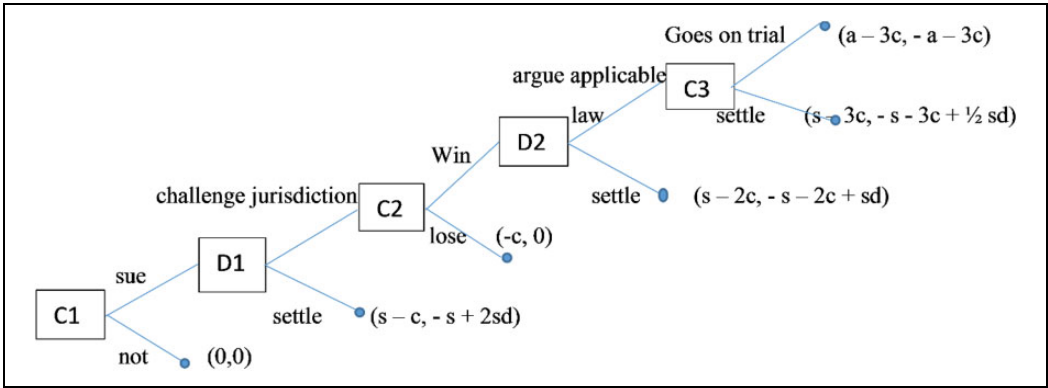 Goes on trial
(a – 3c, - a – 3c)
argue applicable
C3
law
settle
(s – 3c, - s - 3c + ½ sd)
D2
Win
settle
(s – 2c, - s – 2c + sd)
challenge jurisdiction
C2
lose
(-c, 0)
D1
sue
C1
settle
(s – c, - s + 2sd)
not
(0,0)